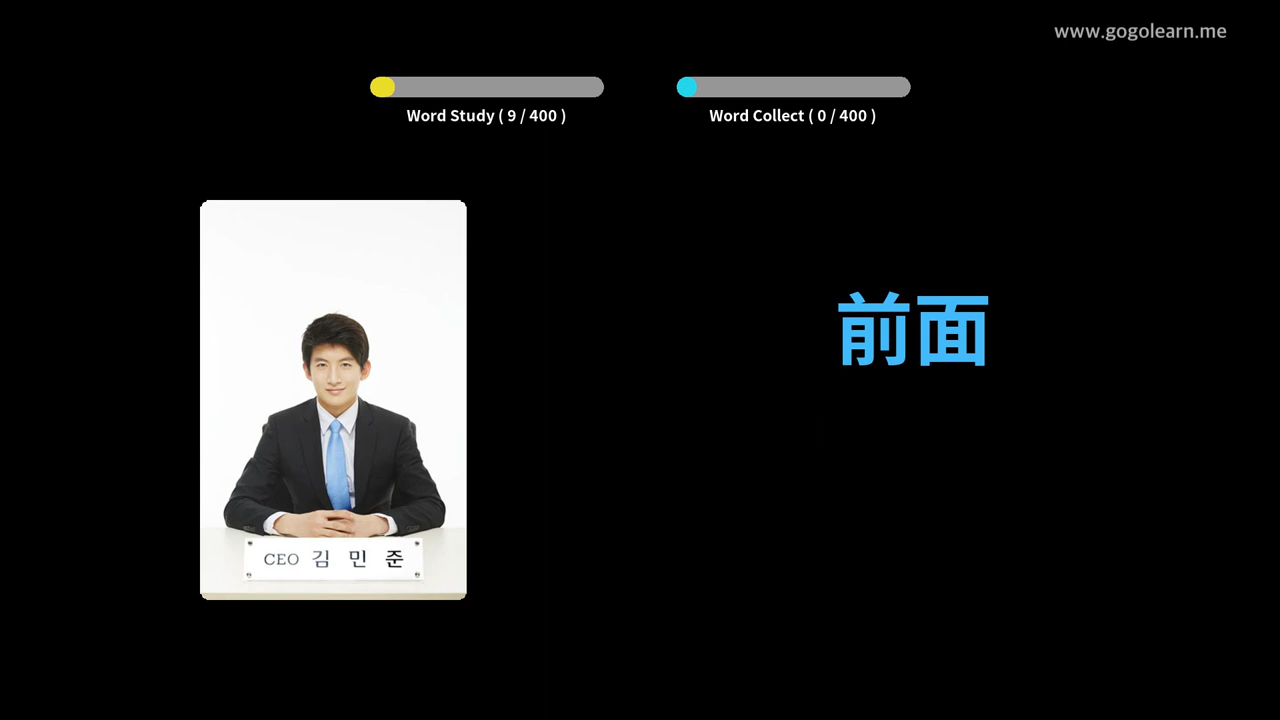 www.gogolearn.me
Word Study ( 9 / 400 )
Word Collect ( 0 / 400 )
前面
CEO 김 민 준